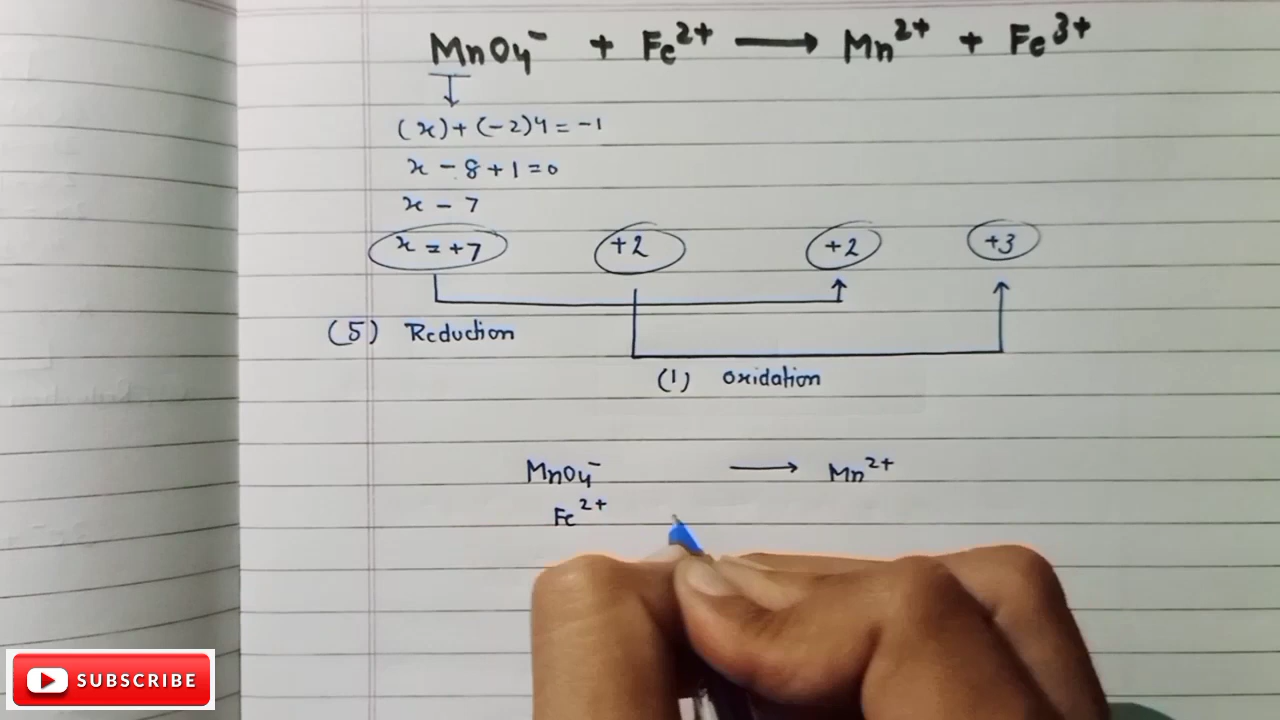 MnO₄⁻ + Fe²⁺ ⟶ Mn²⁺ + Fe³⁺
(x) + (-2)4 = -1
x - 8 + 1 = 0
x - 7
x = +7 +2 +2 +3
(5) Reduction
(1) Oxidation
MnO₄⁻ ⟶ Mn²⁺
Fe²⁺
SUBSCRIBE